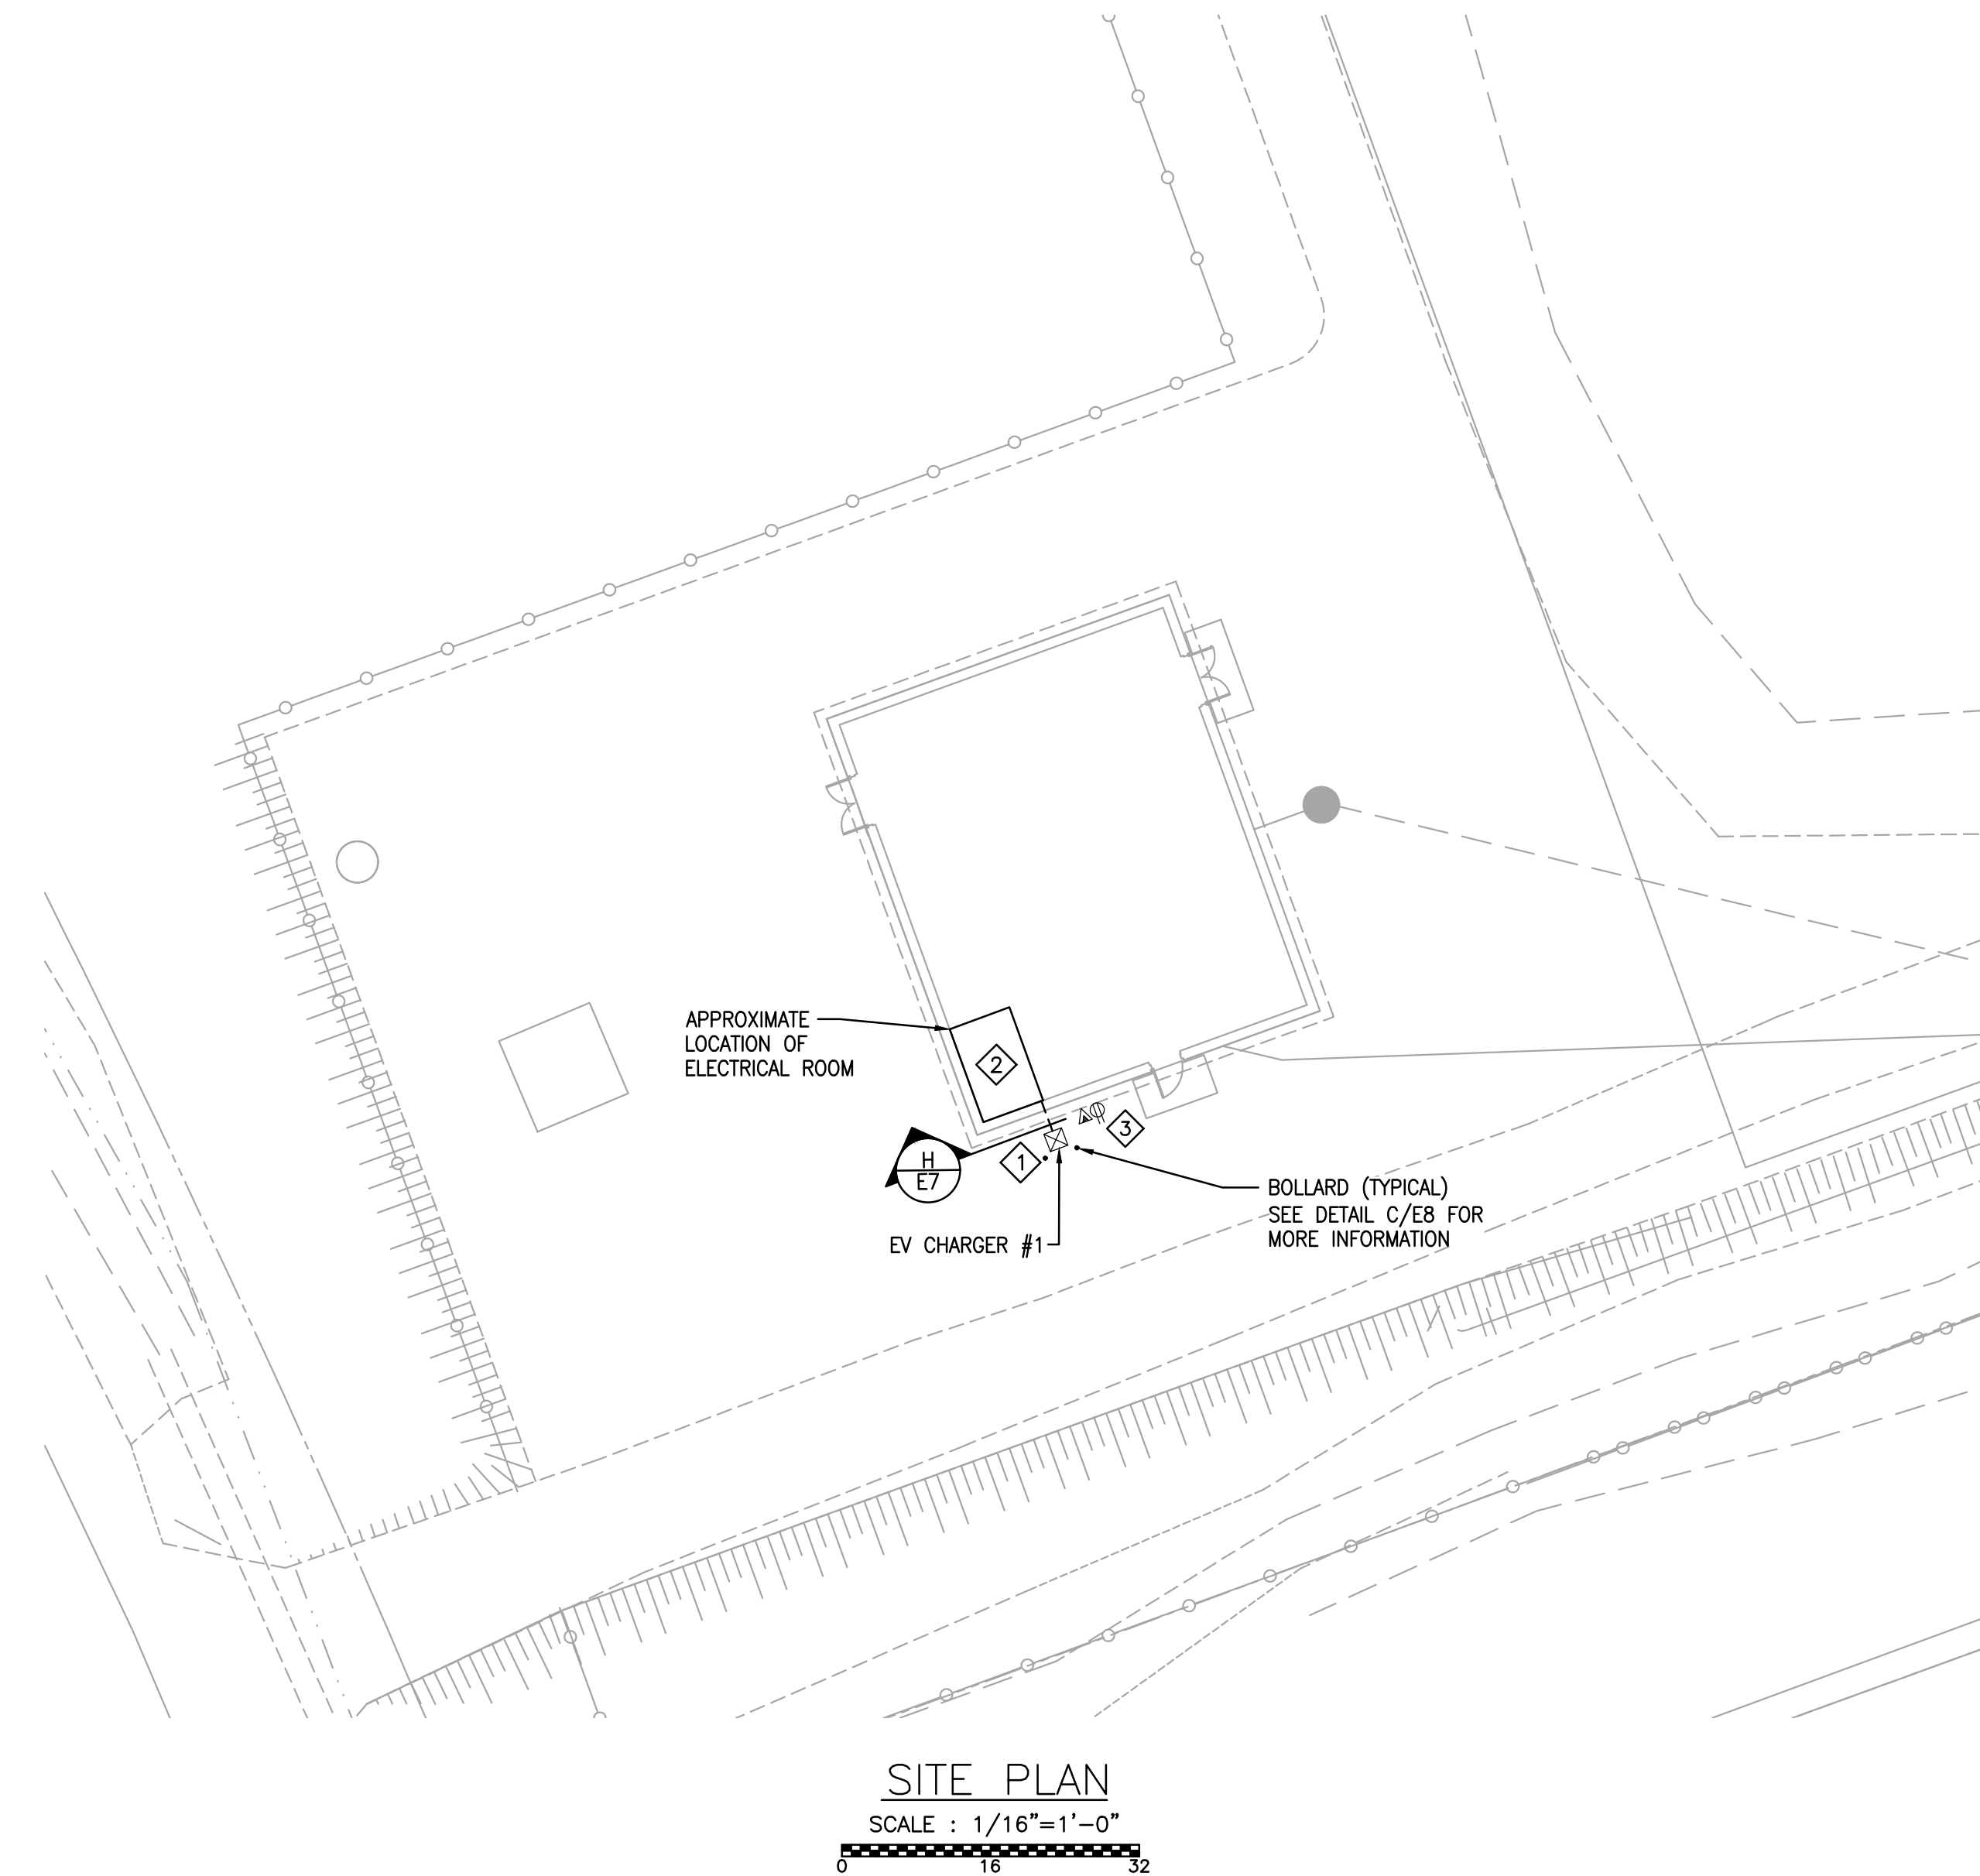 APPROXIMATE
LOCATION OF
ELECTRICAL ROOM
2
3
1
H
E7
BOLLARD (TYPICAL)
SEE DETAIL C/E8 FOR
MORE INFORMATION
EV CHARGER #1
SITE PLAN
SCALE : 1/16"=1'-0"
0 16 32